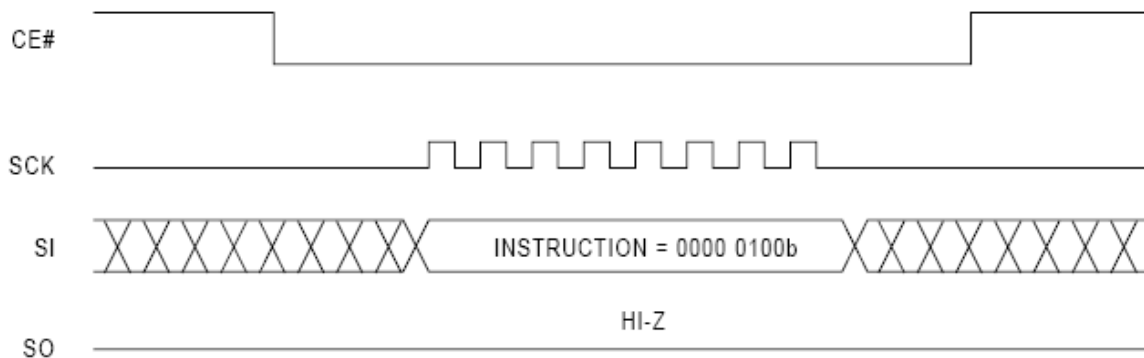 CE#
SCK
SI INSTRUCTION = 0000 0100b
HI-Z
SO